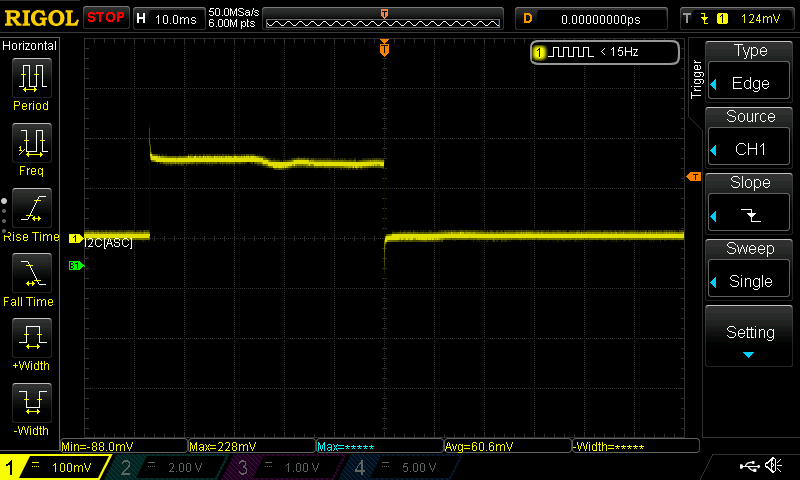 RIGOL STOP H 10.0ms 50.0MSa/s 6.00M pts T D 0.00000000ps T 1 124mV
Horizontal
Period
Freq
Rise Time
Fall Time
+Width
-Width
T
1 < 15Hz
T
1
I2C[ASC]
B1
Trigger
Type
Edge
Source
CH1
Slope
Sweep
Single
Setting
Min=-88.0mV Max=228mV Max=***** Avg=60.6mV -Width=*****
1 100mV 2 2.00 V 3 1.00 V 4 5.00 V